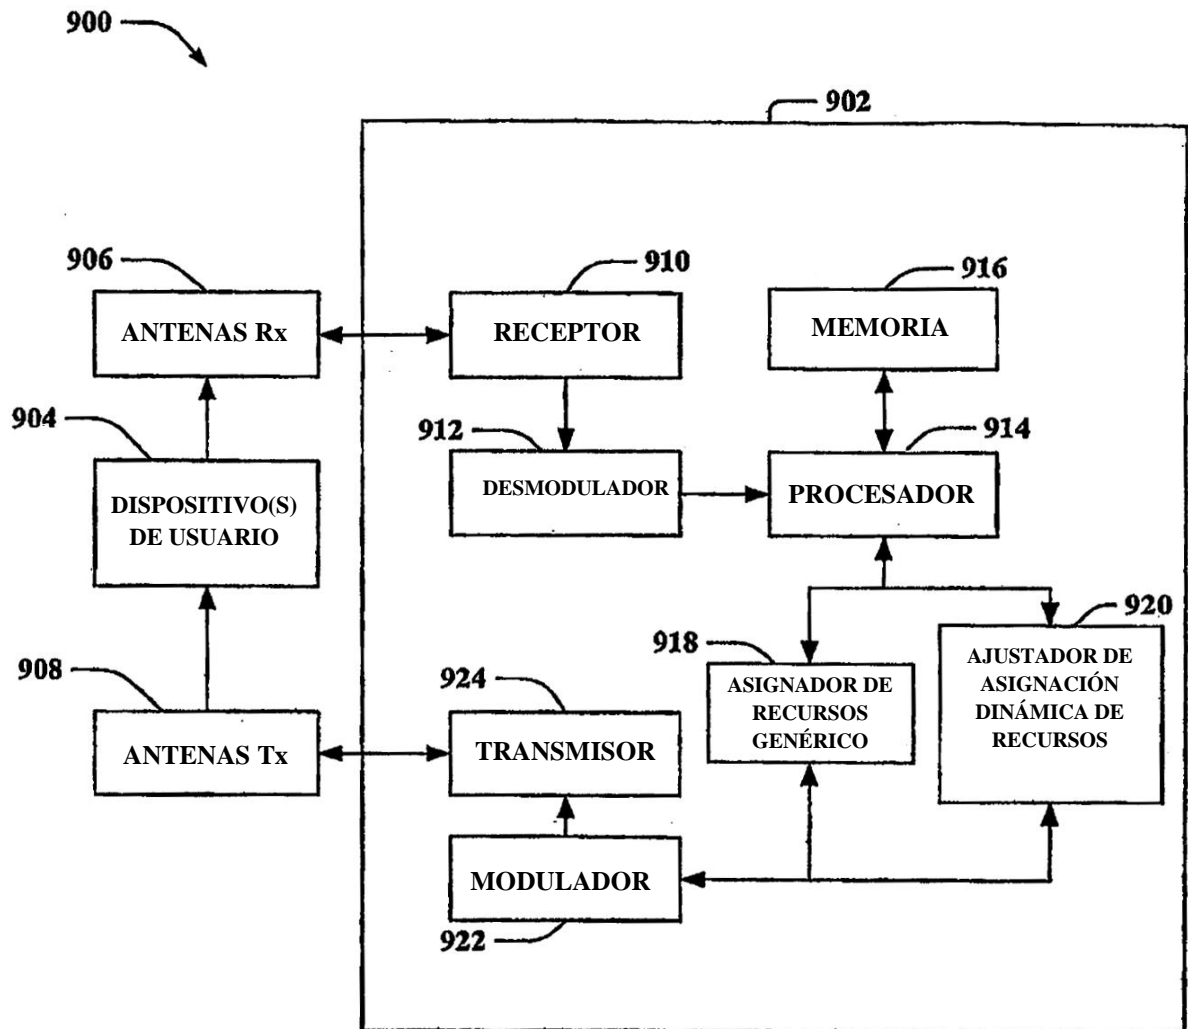 900
902
906
ANTENAS Rx
910
RECEPTOR
916
MEMORIA
904
DISPOSITIVO(S)
DE USUARIO
912
DESMODULADOR
914
PROCESADOR
908
ANTENAS Tx
924
TRANSMISOR
918
ASIGNADOR DE
RECURSOS
GENÉRICO
920
AJUSTADOR DE
ASIGNACIÓN
DINÁMICA DE
RECURSOS
MODULADOR
922